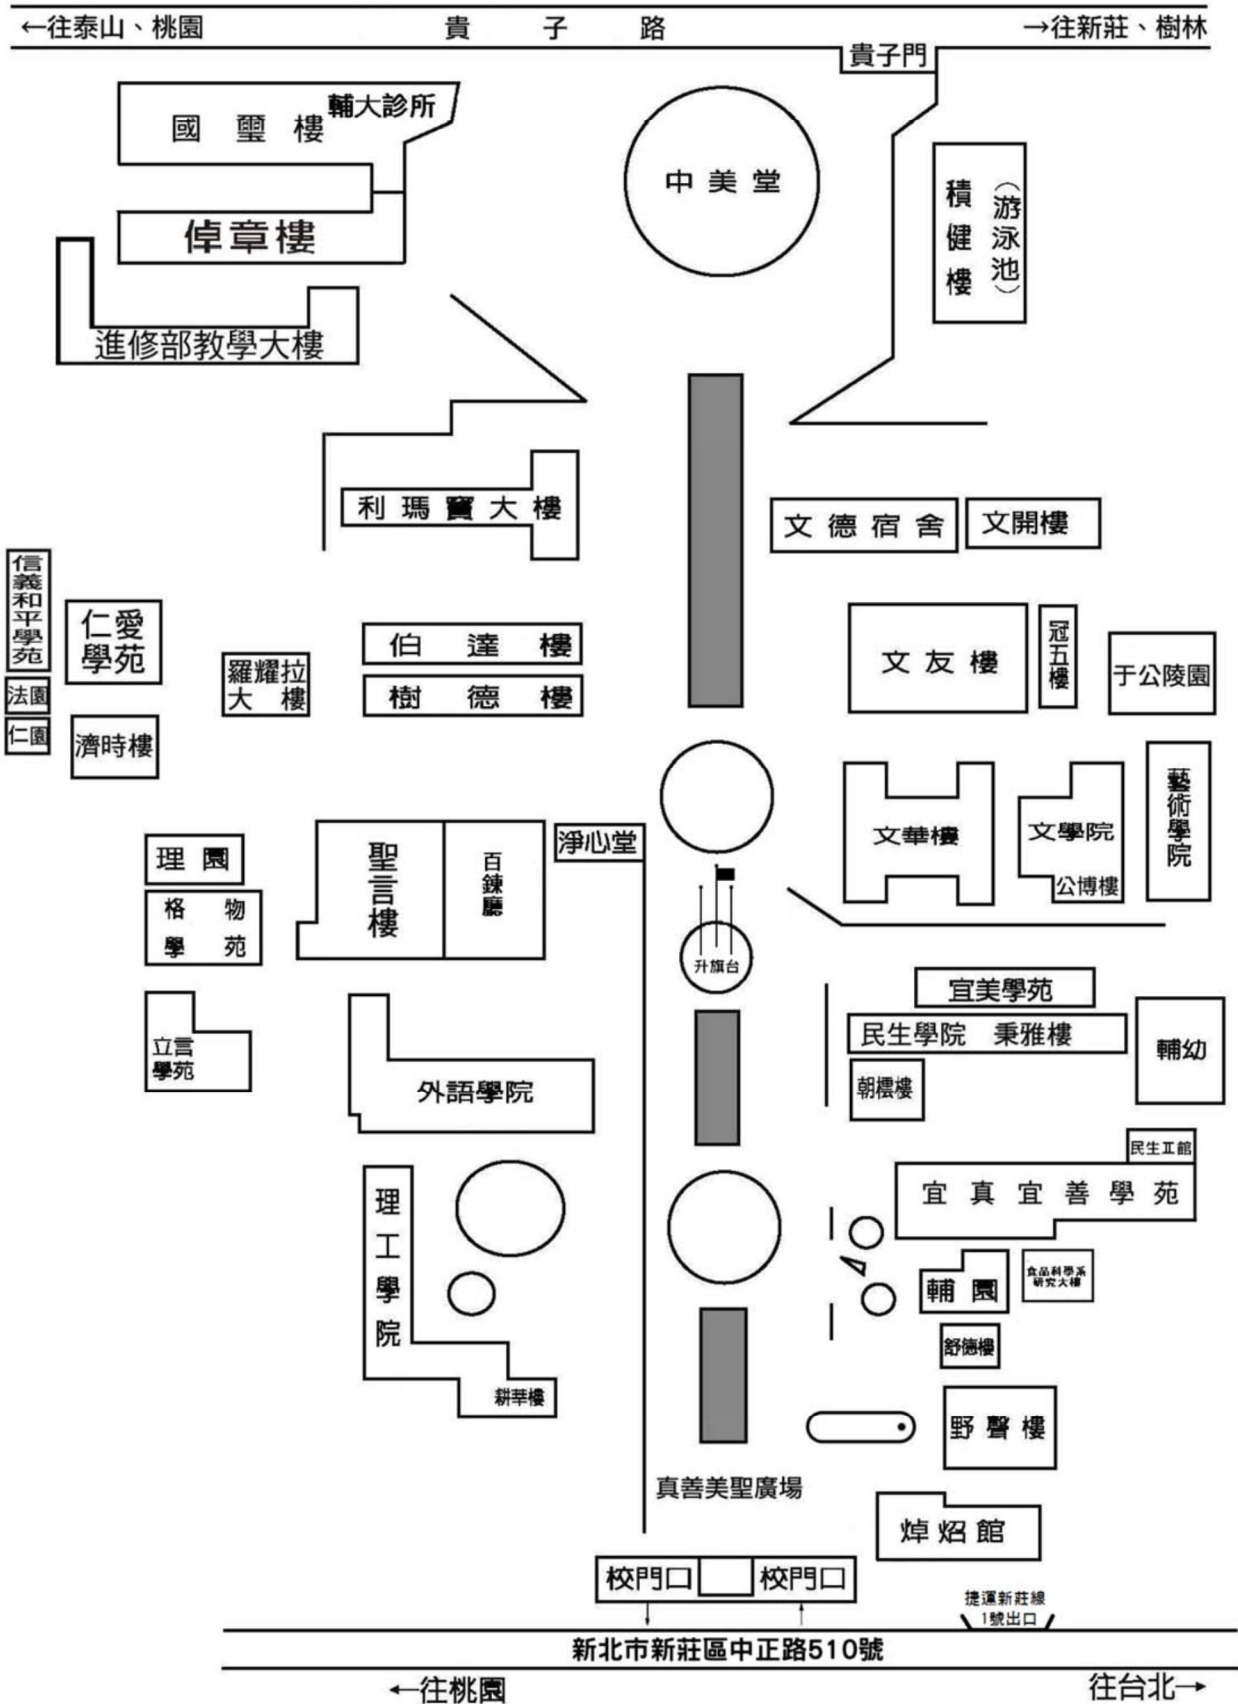 ←往泰山、桃園
貴 子 路
→往新莊、樹林
貴子門
輔大診所
國 璽 樓
中 美 堂
積健樓
（游泳池）
倬章樓
進修部教學大樓
利 瑪 竇 大 樓
文 德 宿 舍
文開樓
信義和平學苑
仁愛
學苑
法園
仁園
濟時樓
羅耀拉
大 樓
伯 達 樓
樹 德 樓
文 友 樓
冠五樓
于公陵園
藝術學院
文華樓
文學院
公博樓
理 園
格 物
學 苑
聖言樓
百鍊廳
淨心堂
升旗台
宜美學苑
民生學院 秉雅樓
輔幼
朝橒樓
立言
學苑
外語學院
民生II館
宜 真 宜 善 學 苑
理工學院
輔 園
食品科學系
研究大樓
舒德樓
耕莘樓
野 聲 樓
真善美聖廣場
焯炤館
校門口
校門口
捷運新莊線
1號出口
新北市新莊區中正路510號
←往桃園
往台北→